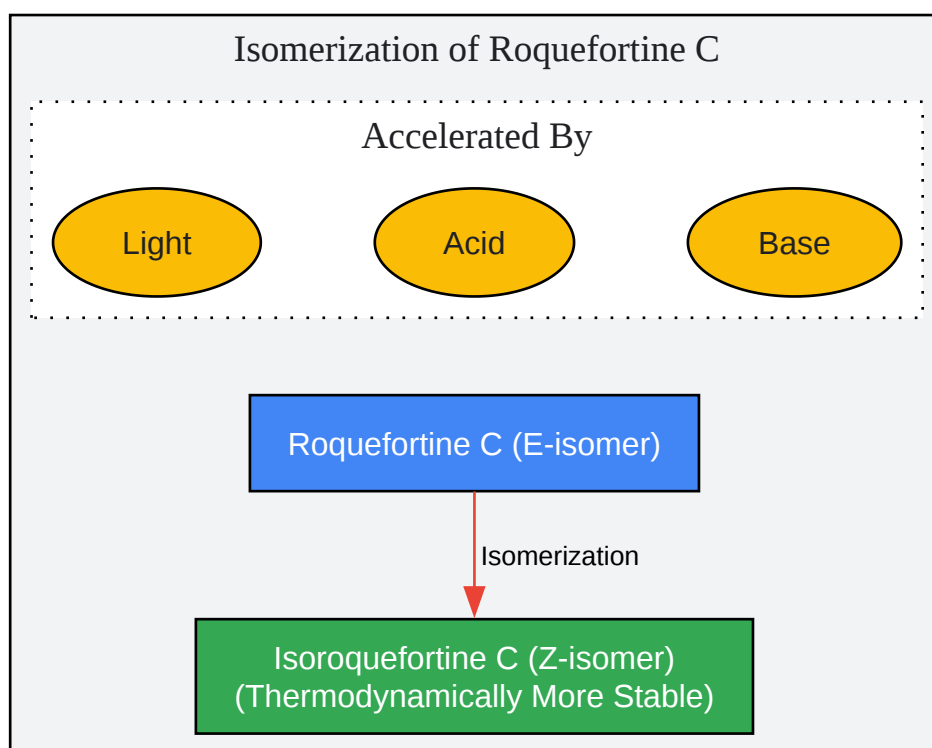 Isomerization of Roquefortine C
Accelerated By
Light
Acid
Base
Roquefortine C (E-isomer)
Isomerization
Isoroquefortine C (Z-isomer)
(Thermodynamically More Stable)